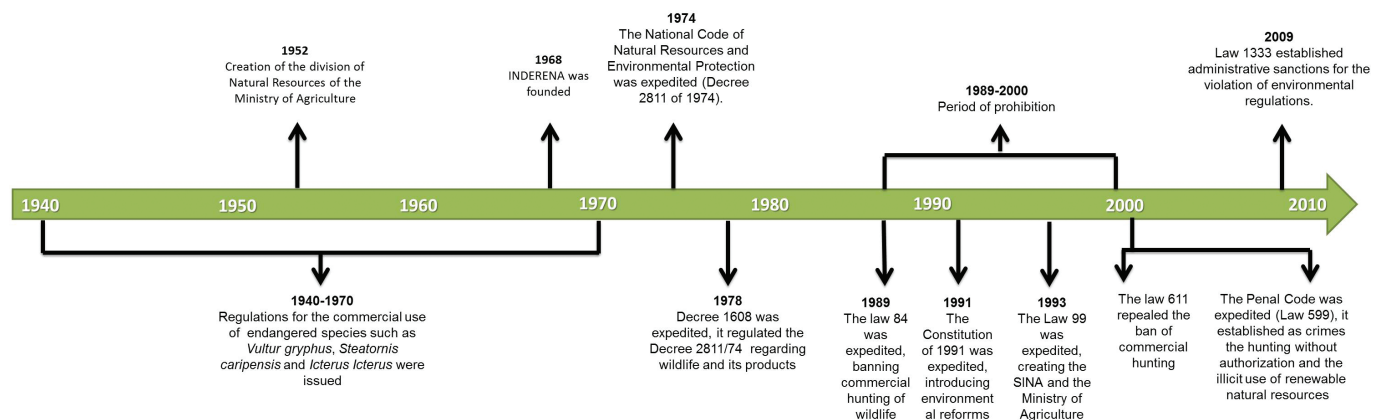 1952
Creation of the division of
Natural Resources of the
Ministry of Agriculture
1968
INDERENA was
founded
1974
The National Code of
Natural Resources and
Environmental Protection
was expedited (Decree
2811 of 1974).
1989-2000
Period of prohibition
2009
Law 1333 established
administrative sanctions for the
violation of environmental
regulations.
1940 1950 1960 1970 1980 1990 2000 2010
1940-1970
Regulations for the commercial use
of endangered species such as
Vultur gryphus, Steatornis
caripensis and Icterus Icterus were
issued
1978
Decree 1608 was
expedited, it regulated the
Decree 2811/74 regarding
wildlife and its products
1989
The law 84
was
expedited,
banning
commercial
hunting of
wildlife
1991
The
Constitution
of 1991 was
expedited,
introducing
environment
al reforrms
1993
The Law 99
was
expedited,
creating the
SINA and the
Ministry of
Agriculture
The law 611
repealed the
ban of
commercial
hunting
The Penal Code was
expedited (Law 599), it
established as crimes
the hunting without
authorization and the
illicit use of renewable
natural resources